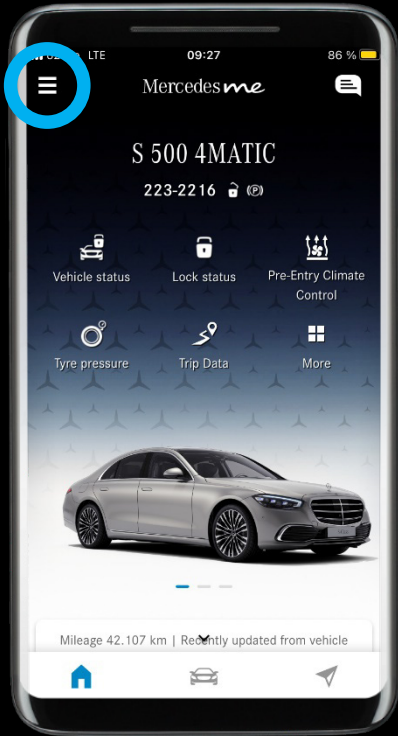 LTE 09:27 86 %
Mercedes me
S 500 4MATIC
223-2216
Vehicle status Lock status Pre-Entry Climate
Control
Tyre pressure Trip Data More
Mileage 42.107 km | Recently updated from vehicle